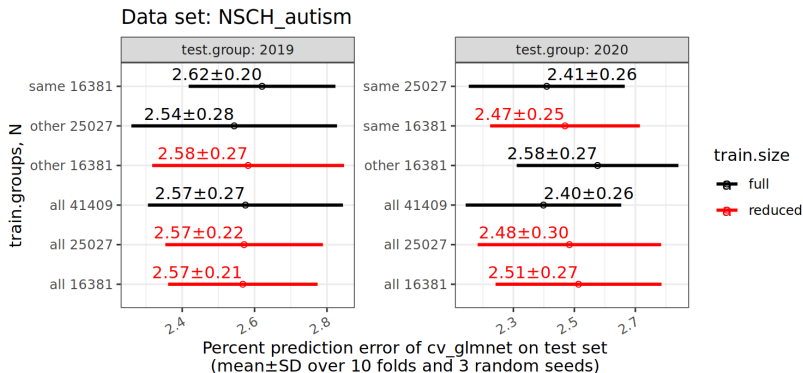 Data set: NSCH_autism
test.group: 2019
test.group: 2020
train.groups, N
same 16381
2.62±0.20
other 25027
2.54±0.28
other 16381
2.58±0.27
all 41409
2.57±0.27
all 25027
2.57±0.22
all 16381
2.57±0.21
2.4
2.6
2.8
same 25027
2.41±0.26
same 16381
2.47±0.25
other 16381
2.58±0.27
all 41409
2.40±0.26
all 25027
2.48±0.30
all 16381
2.51±0.27
2.3
2.5
2.7
train.size
a full
a reduced
Percent prediction error of cv_glmnet on test set
(mean±SD over 10 folds and 3 random seeds)